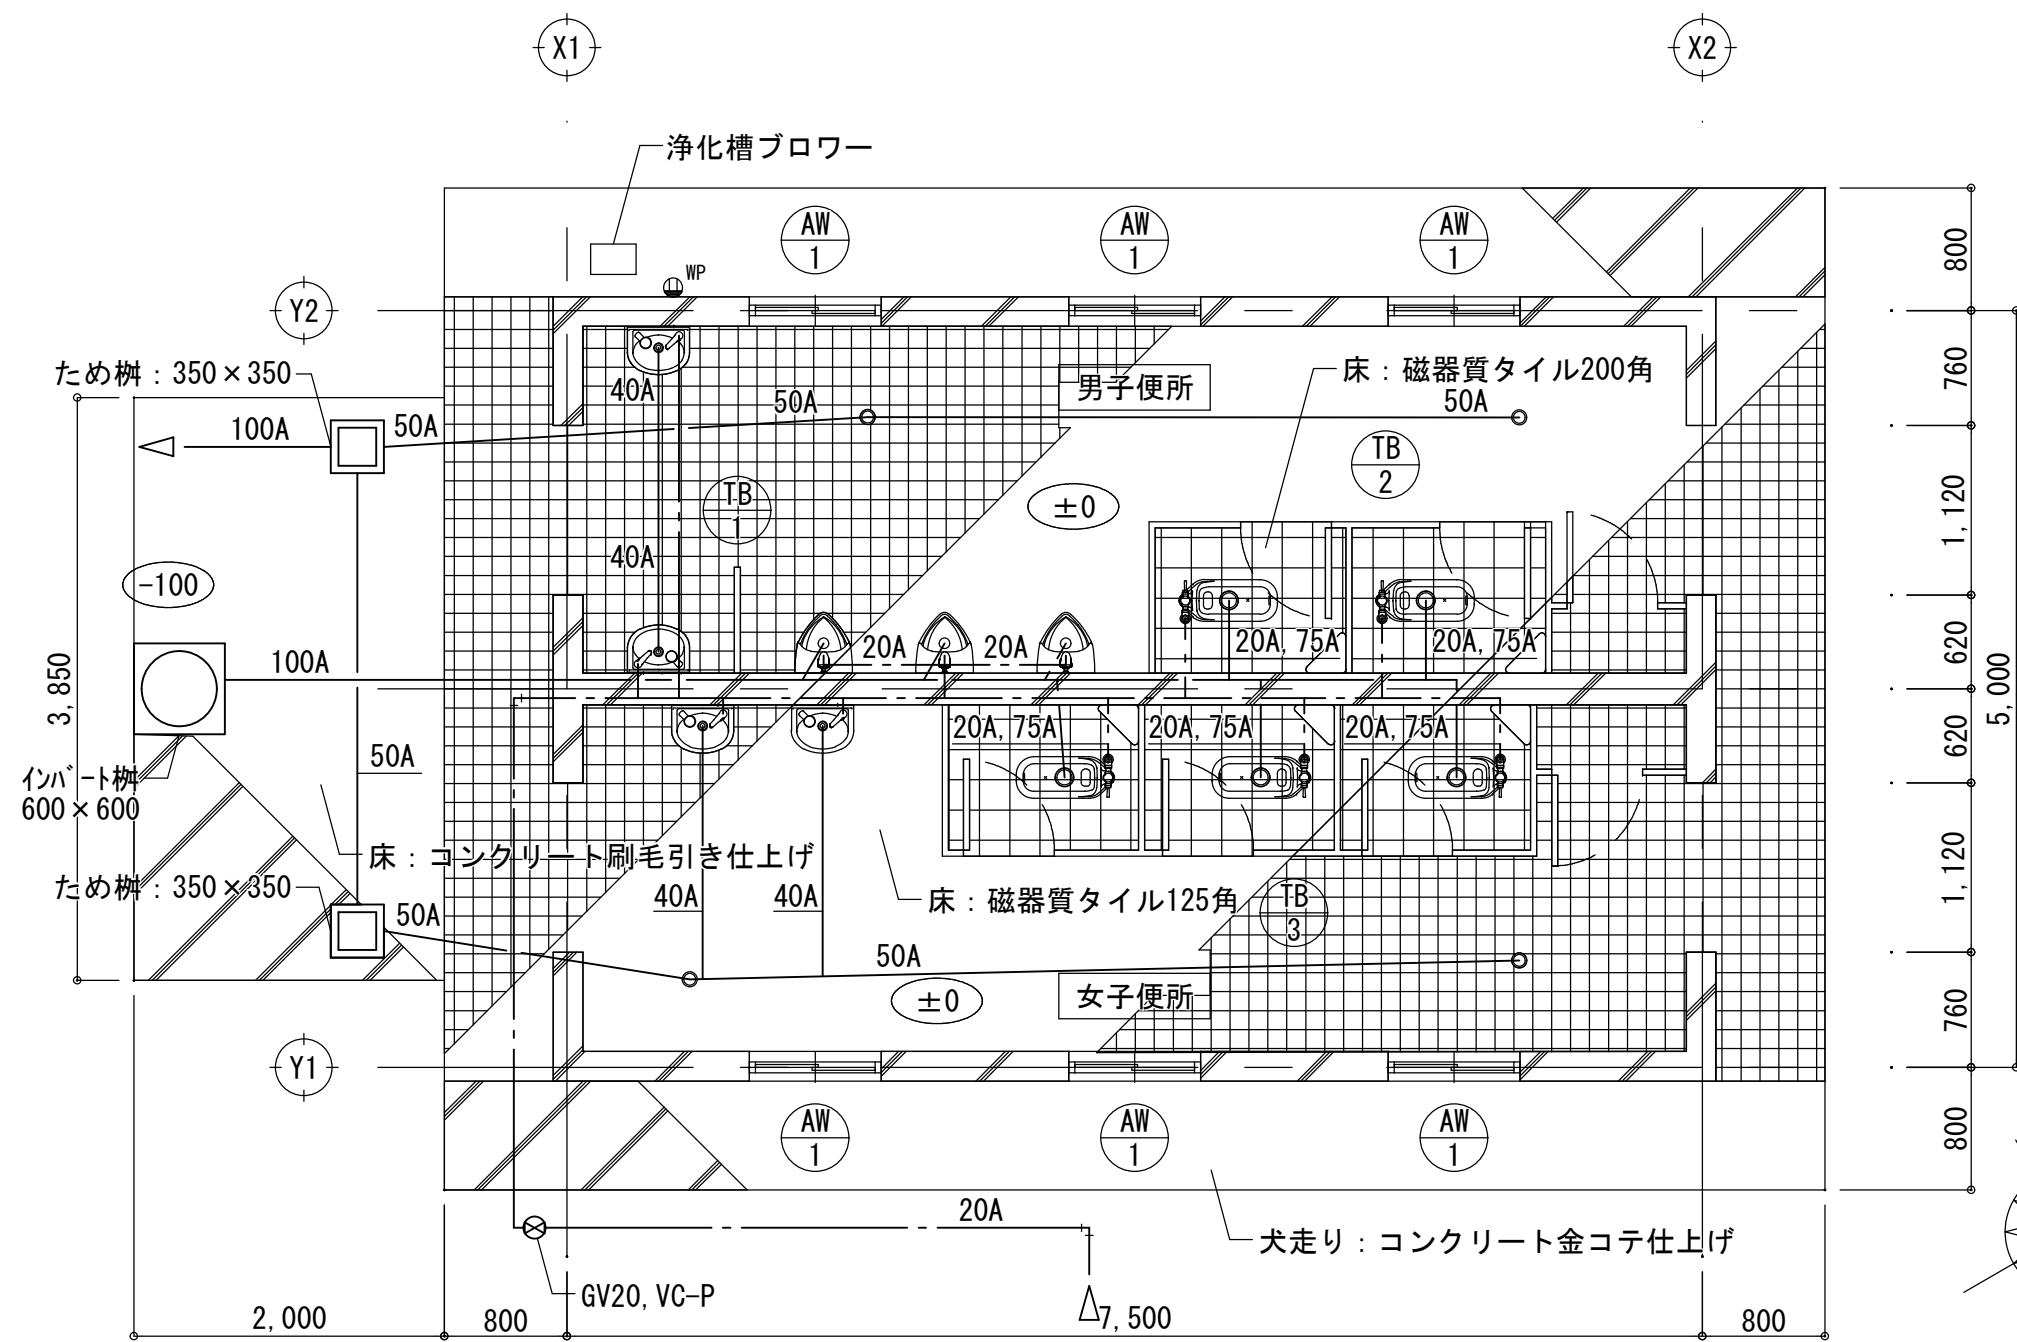 X1
X2
浄化槽ブロワー
AW
1
AW
1
AW
1
WP
Y2
800
ため桝：350×350
40A
50A
男子便所
床：磁器質タイル200角
50A
760
100A
50A
TB
1
TB
2
±0
1,120
40A
-100
20A
20A
20A, 75A
20A, 75A
620
100A
3,850
5,000
20A, 75A
20A, 75A
20A, 75A
620
50A
インバート桝
600×600
床：コンクリート刷毛引き仕上げ
ため桝：350×350
50A
40A
40A
床：磁器質タイル125角
TB
3
1,120
50A
±0
女子便所
760
Y1
AW
1
AW
1
AW
1
800
20A
犬走り：コンクリート金コテ仕上げ
GV20, VC-P
2,000
800
7,500
800